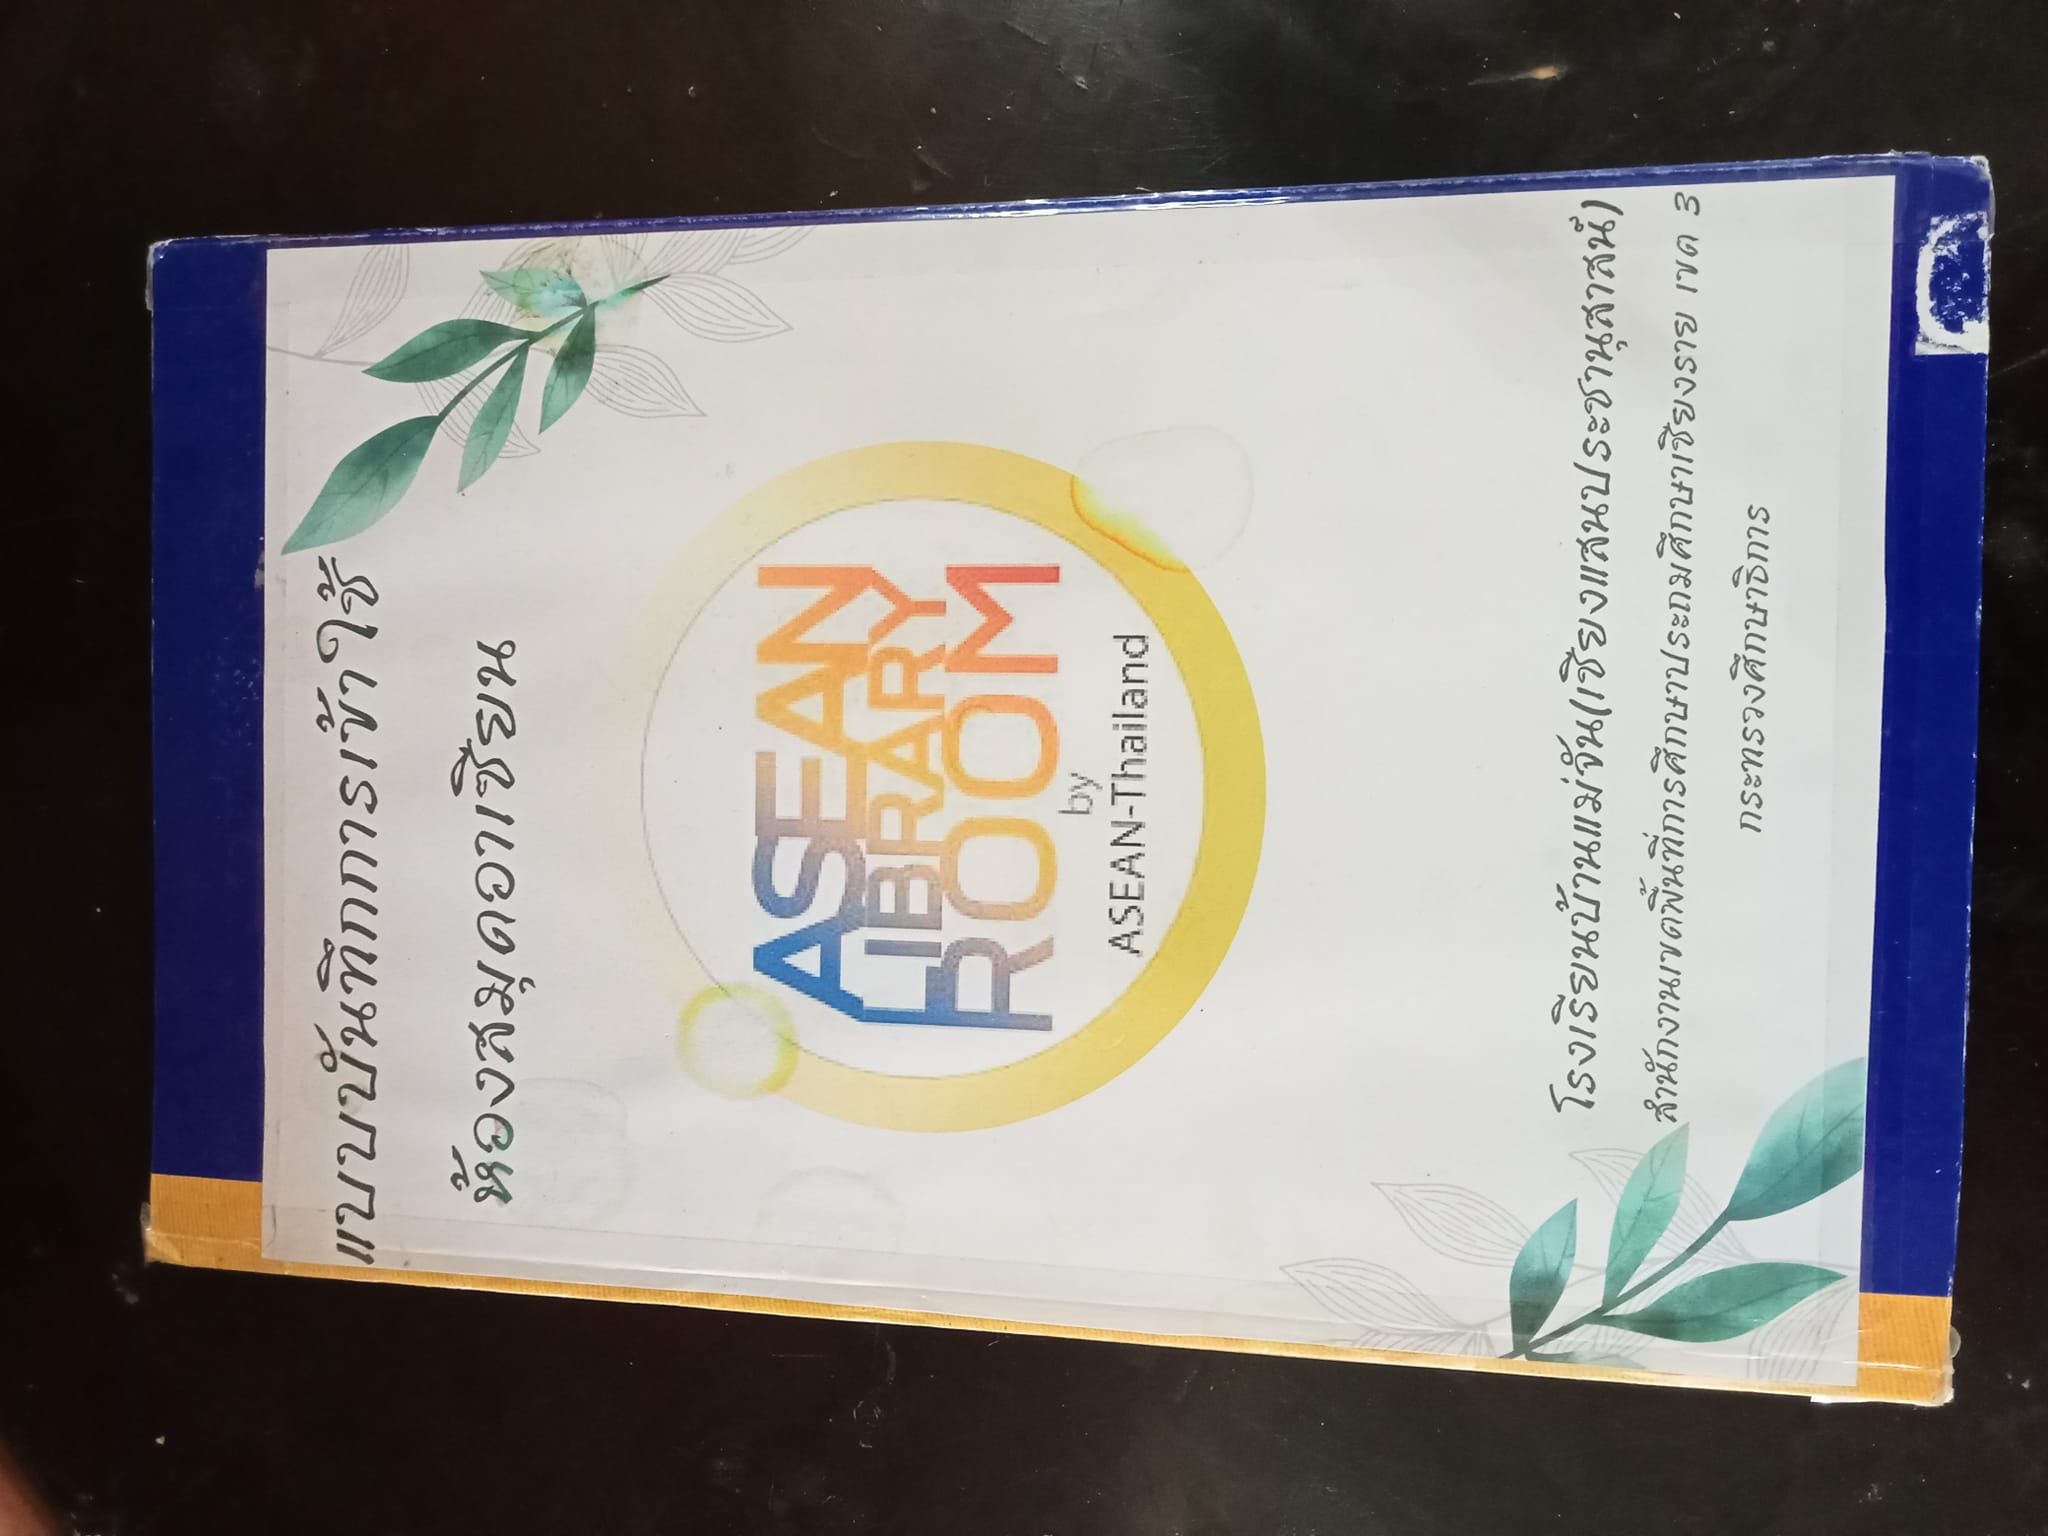 แบบบันทึกการเข้าใช้
ห้องสมุดอาเซียน
ASEAN
LIBRARY
ROOM
by
ASEAN-Thailand
โรงเรียนบ้านแม่จัน(เชียงแสนประชานุสาสน์)
สำนักงานเขตพื้นที่การศึกษาประถมศึกษาเชียงราย เขต 3
กระทรวงศึกษาธิการ